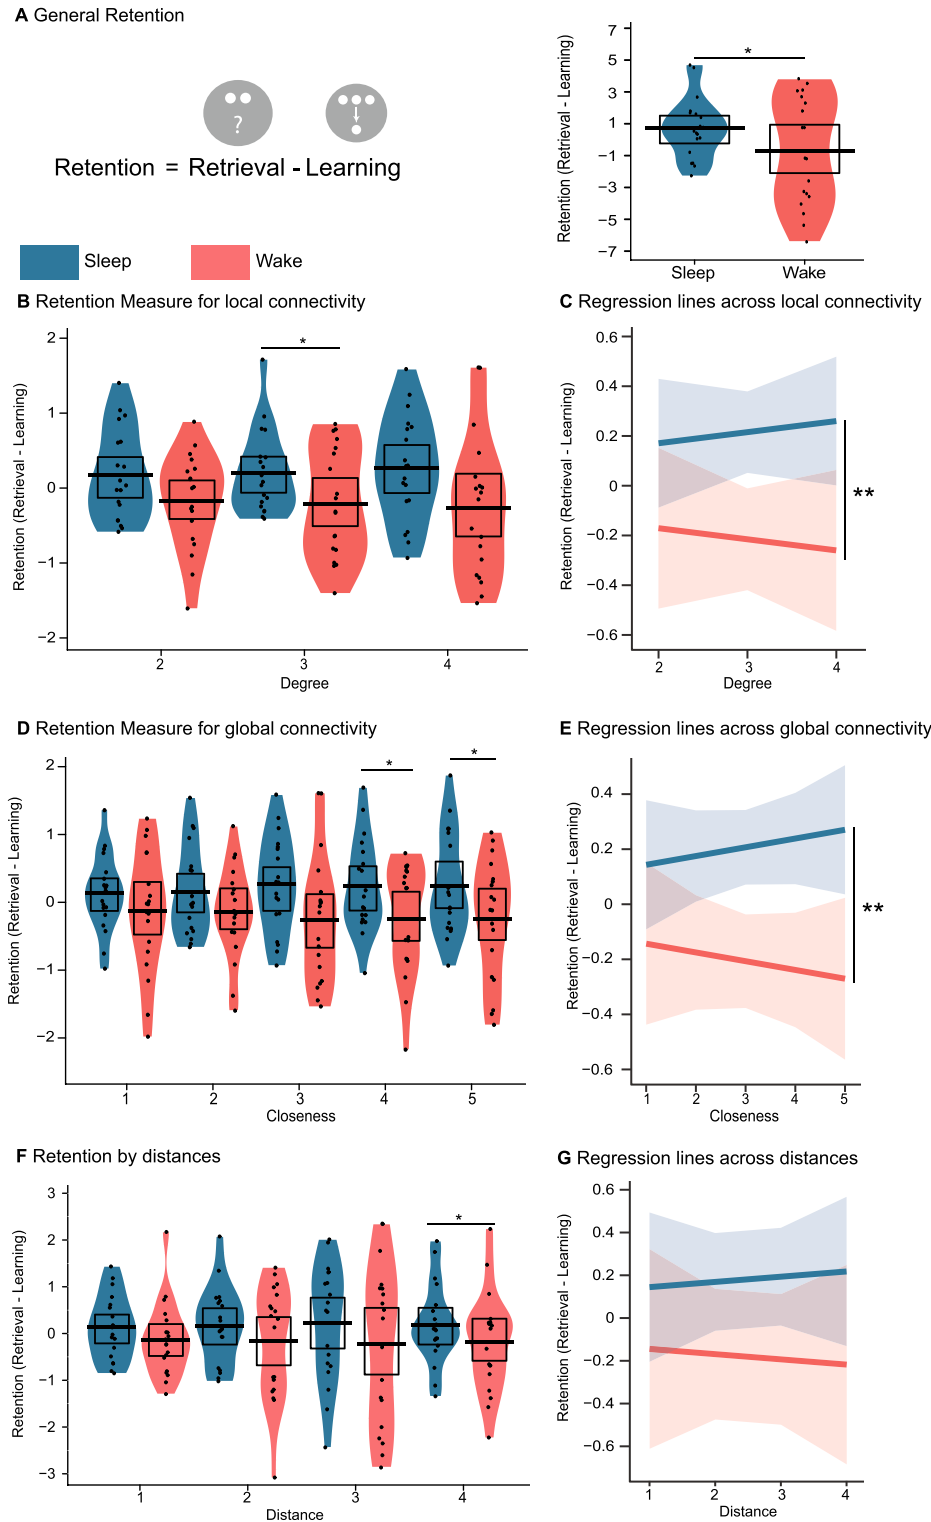 A General Retention
?
Retention = Retrieval - Learning
Retention (Retrieval - Learning)
7
5
3
1
−1
−3
−5
−7
*
Sleep Wake
Sleep
Wake
B Retention Measure for local connectivity
Retention (Retrieval - Learning)
2
1
0
−1
−2
*
2 3 4
Degree
C Regression lines across local connectivity
Retention (Retrieval - Learning)
0.6
0.4
0.2
0
−0.2
−0.4
−0.6
**
2 3 4
Degree
D Retention Measure for global connectivity
Retention (Retrieval - Learning)
2
1
0
−1
−2
* *
1 2 3 4 5
Closeness
E Regression lines across global connectivity
Retention (Retrieval - Learning)
0.4
0.2
0
−0.2
−0.4
−0.6
**
1 2 3 4 5
Closeness
F Retention by distances
Retention (Retrieval - Learning)
3
2
1
0
−1
−2
−3
*
1 2 3 4
Distance
G Regression lines across distances
Retention (Retrieval - Learning)
0.6
0.4
0.2
0
−0.2
−0.4
−0.6
1 2 3 4
Distance